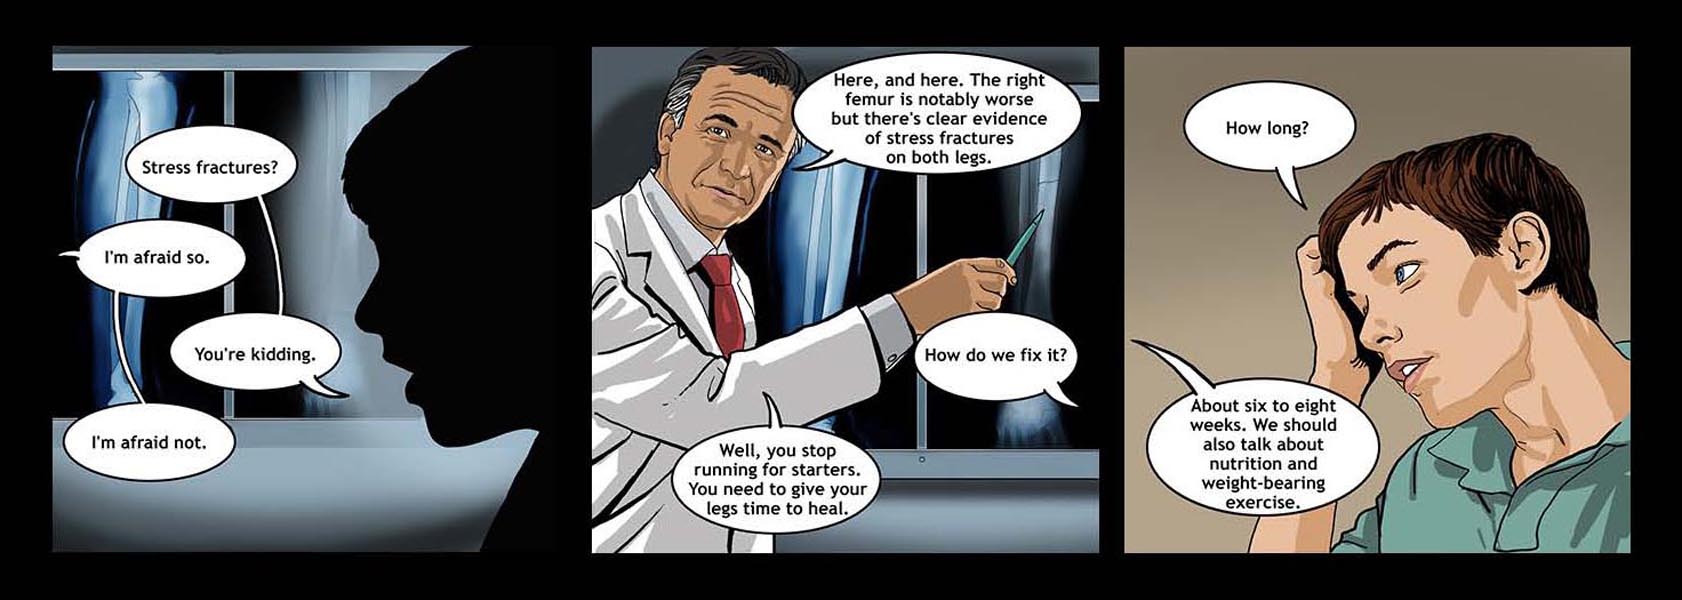 Stress fractures?
I'm afraid so.
You're kidding.
I'm afraid not.
Here, and here. The right
femur is notably worse
but there's clear evidence
of stress fractures
on both legs.
How do we fix it?
Well, you stop
running for starters.
You need to give your
legs time to heal.
How long?
About six to eight
weeks. We should
also talk about
nutrition and
weight-bearing
exercise.